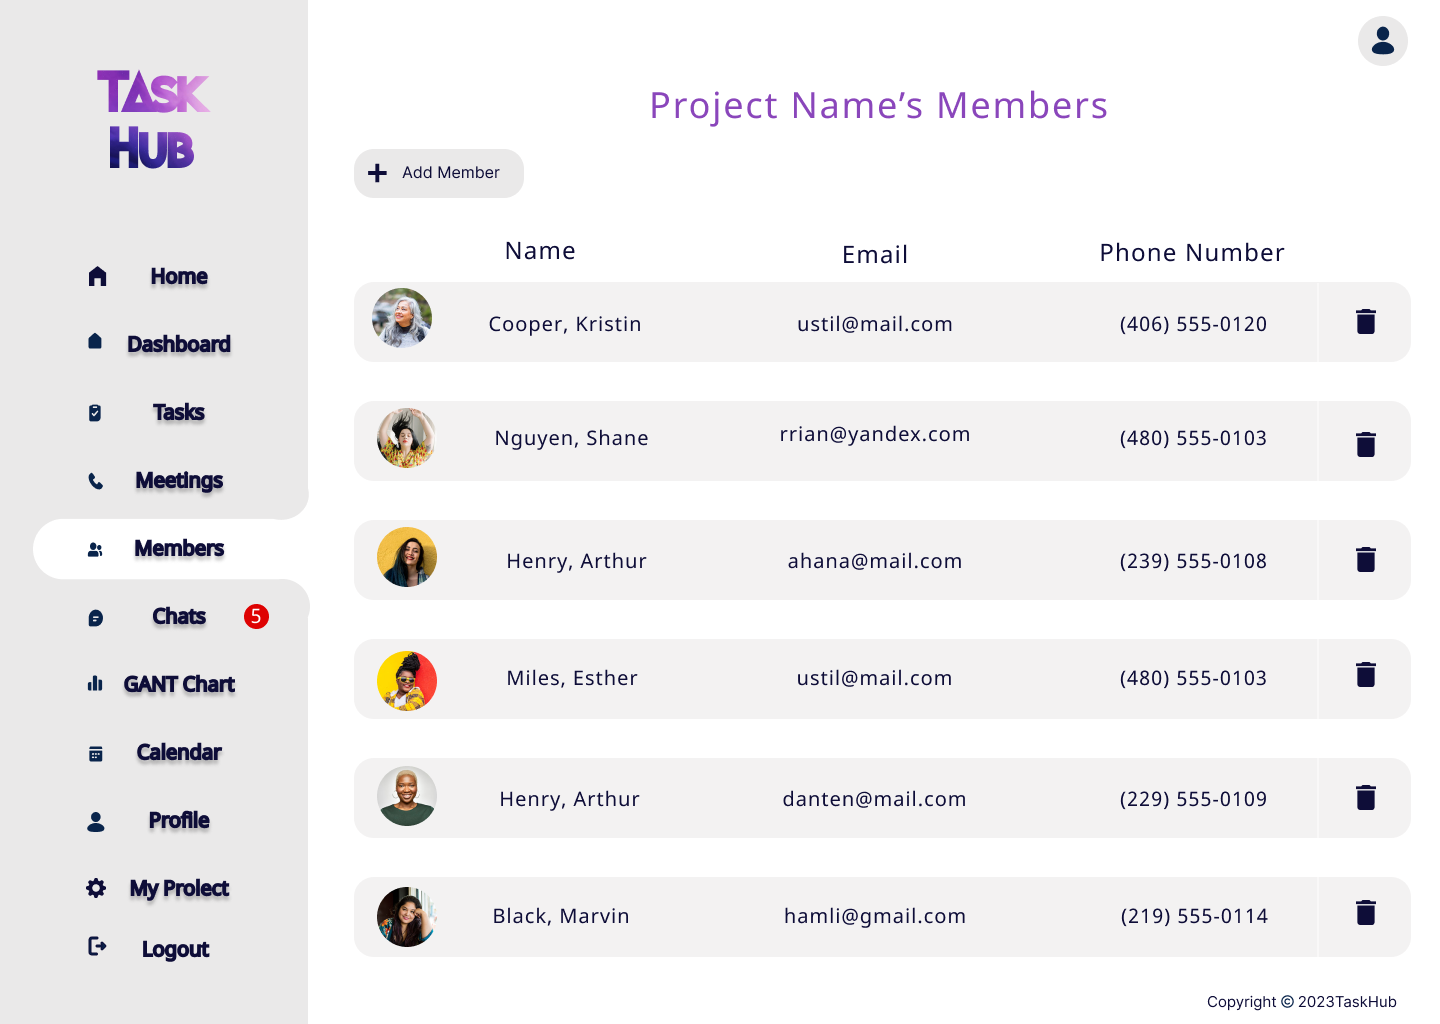 TASK
HUB
Home
Dashboard
Tasks
Meetings
Members
Chats 5
GANT Chart
Calendar
Profile
My Prolect
Logout
Project Name’s Members
Add Member
Name Email Phone Number
Cooper, Kristin ustil@mail.com (406) 555-0120
Nguyen, Shane rrian@yandex.com (480) 555-0103
Henry, Arthur ahana@mail.com (239) 555-0108
Miles, Esther ustil@mail.com (480) 555-0103
Henry, Arthur danten@mail.com (229) 555-0109
Black, Marvin hamli@gmail.com (219) 555-0114
Copyright © 2023TaskHub